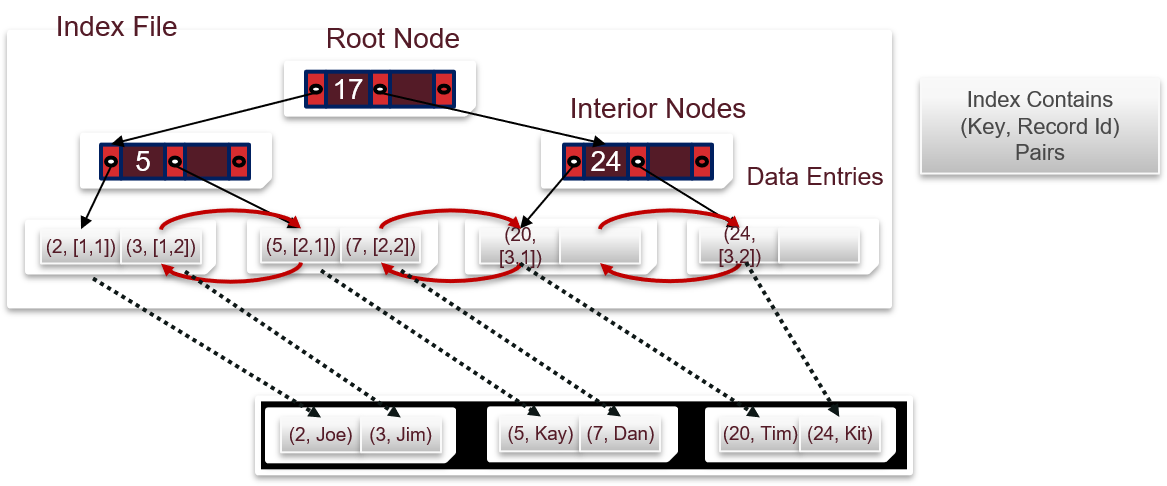 Index File
Root Node
17
Interior Nodes
Index Contains
(Key, Record Id)
Pairs
5
24
Data Entries
(2, [1,1]) (3, [1,2])
(5, [2,1]) (7, [2,2])
(20,
[3,1])
(24,
[3,2])
(2, Joe) (3, Jim)
(5, Kay) (7, Dan)
(20, Tim) (24, Kit)